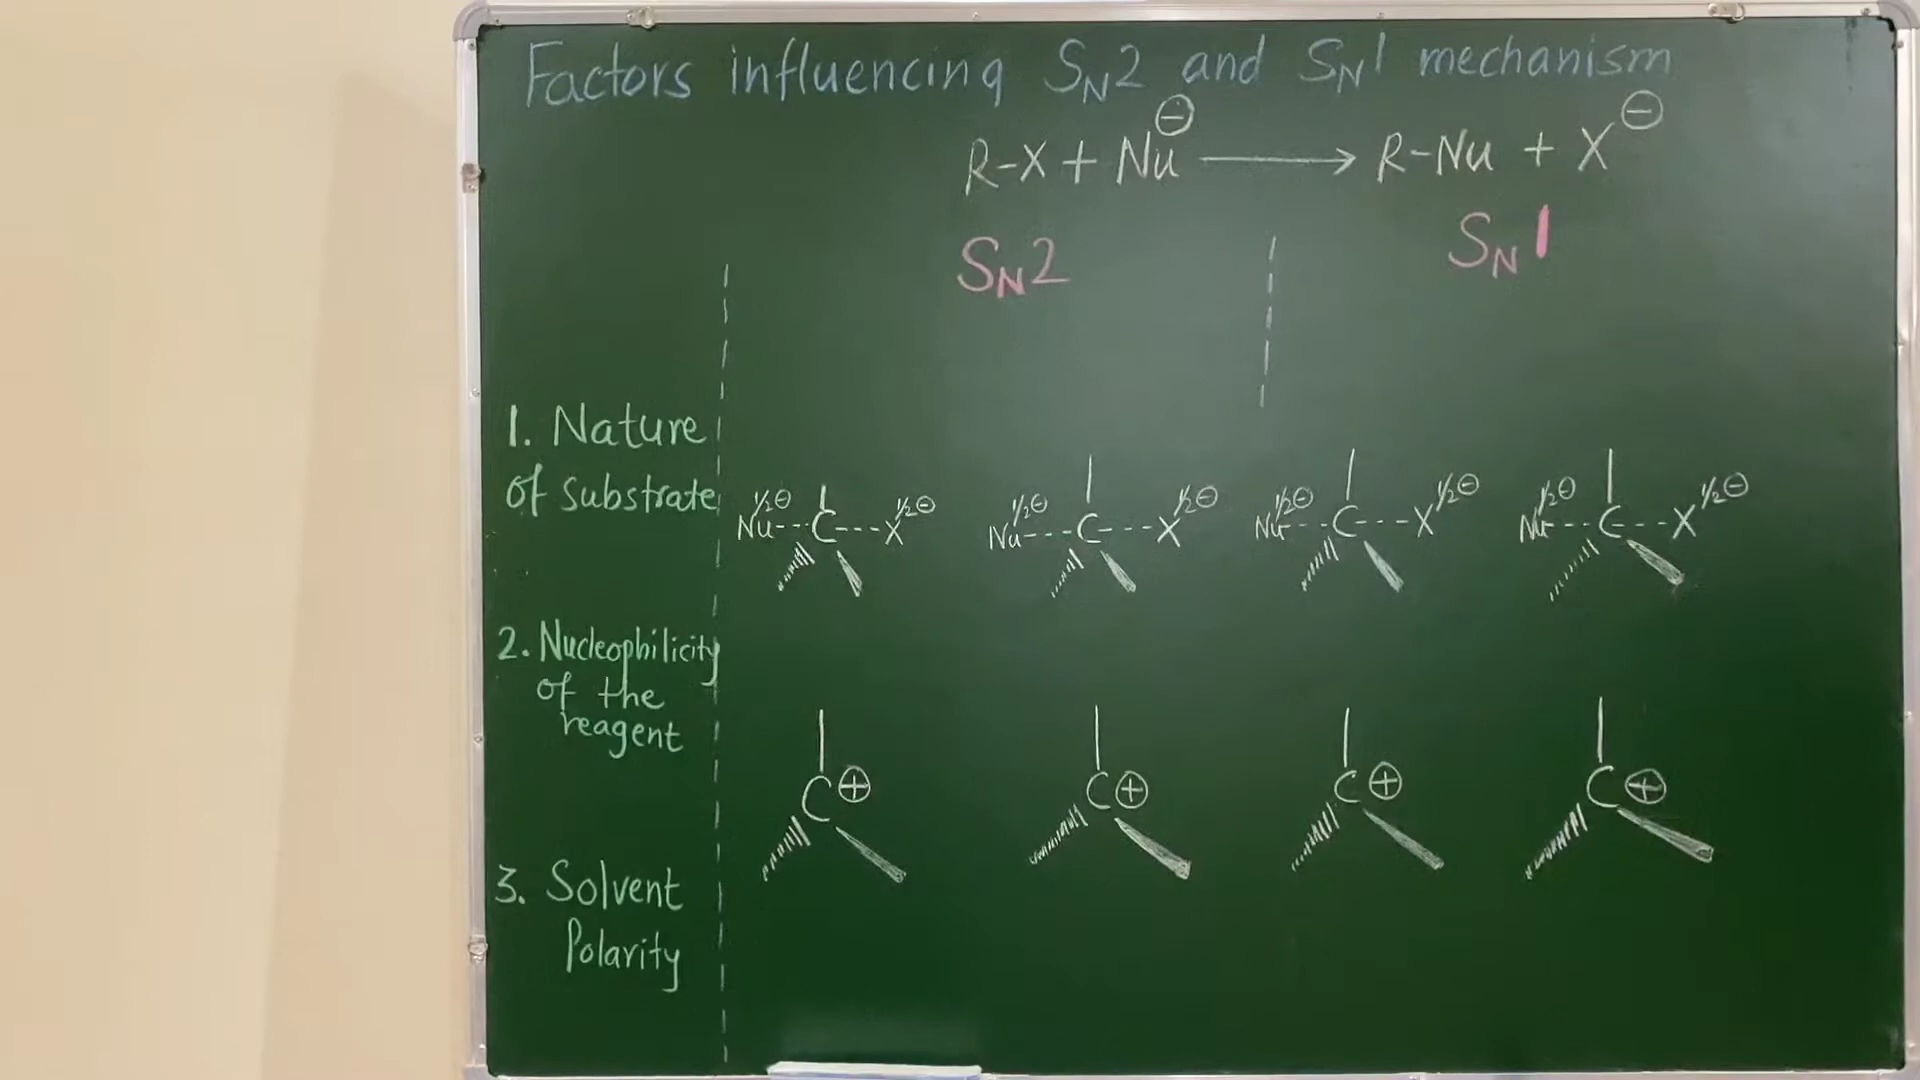 Factors influencing SN2 and SN1 mechanism
R-X + Nu⊖ ⟶ R-Nu + X⊖
SN2
SN1
1. Nature
of substrate
Nu---C---X ½⊖ ½⊖
Nu---C---X ½⊖ ½⊖
Nu---C---X ½⊖ ½⊖
Nu---C---X ½⊖ ½⊖
2. Nucleophilicity
of the
reagent
C⊕
C⊕
C⊕
C⊕
3. Solvent
Polarity